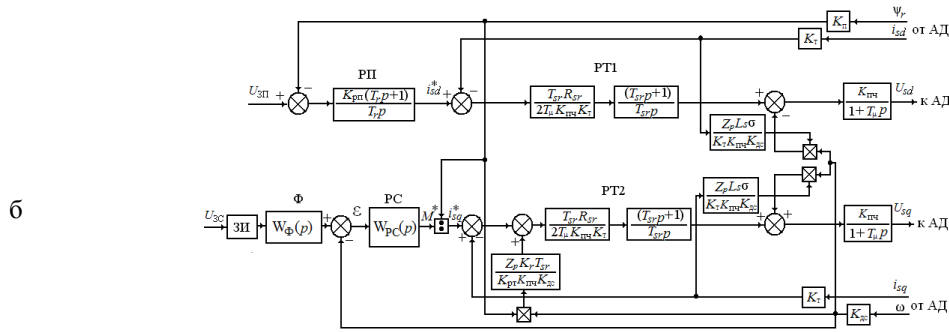 ψr
Kп
isd от АД
Kт
РП
РТ1
UЗП + − Kрп(Trp+1) / Trp i*sd + −
TsrRsr / 2TμKпчKт (Tsrp+1) / Tsrp + − Kпч / 1+Tμp Usd к АД
ZpLsσ / KтKпчKдс
б
ZpLsσ / KтKпчKдс
Ф РС РТ2
UЗС ЗИ WФ(p) + − ε WРС(p) M* i*sq + − +
TsrRsr / 2TμKпчKт (Tsrp+1) / Tsrp + + Kпч / 1+Tμp Usq к АД
ZpKrTsr / KртKпчKдс
isq
Kт
ω от АД
Kдс